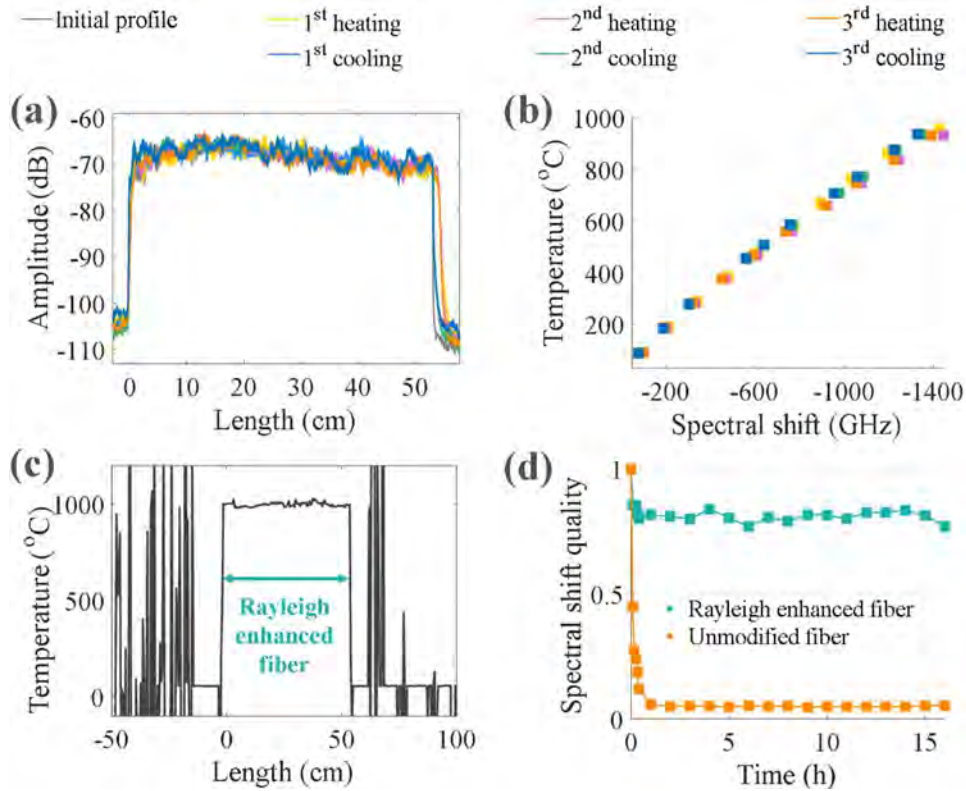 Initial profile 1st heating 2nd heating 3rd heating
1st cooling 2nd cooling 3rd cooling
(a)
-60
-70
-80
-90
-100
-110
Amplitude (dB)
0 10 20 30 40 50
Length (cm)
(b)
1000
800
600
400
200
Temperature (°C)
-200 -600 -1000 -1400
Spectral shift (GHz)
(c)
1000
500
0
Temperature (°C)
Rayleigh
enhanced
fiber
-50 0 50 100
Length (cm)
(d)
1
0.5
0
Spectral shift quality
Rayleigh enhanced fiber
Unmodified fiber
0 5 10 15
Time (h)